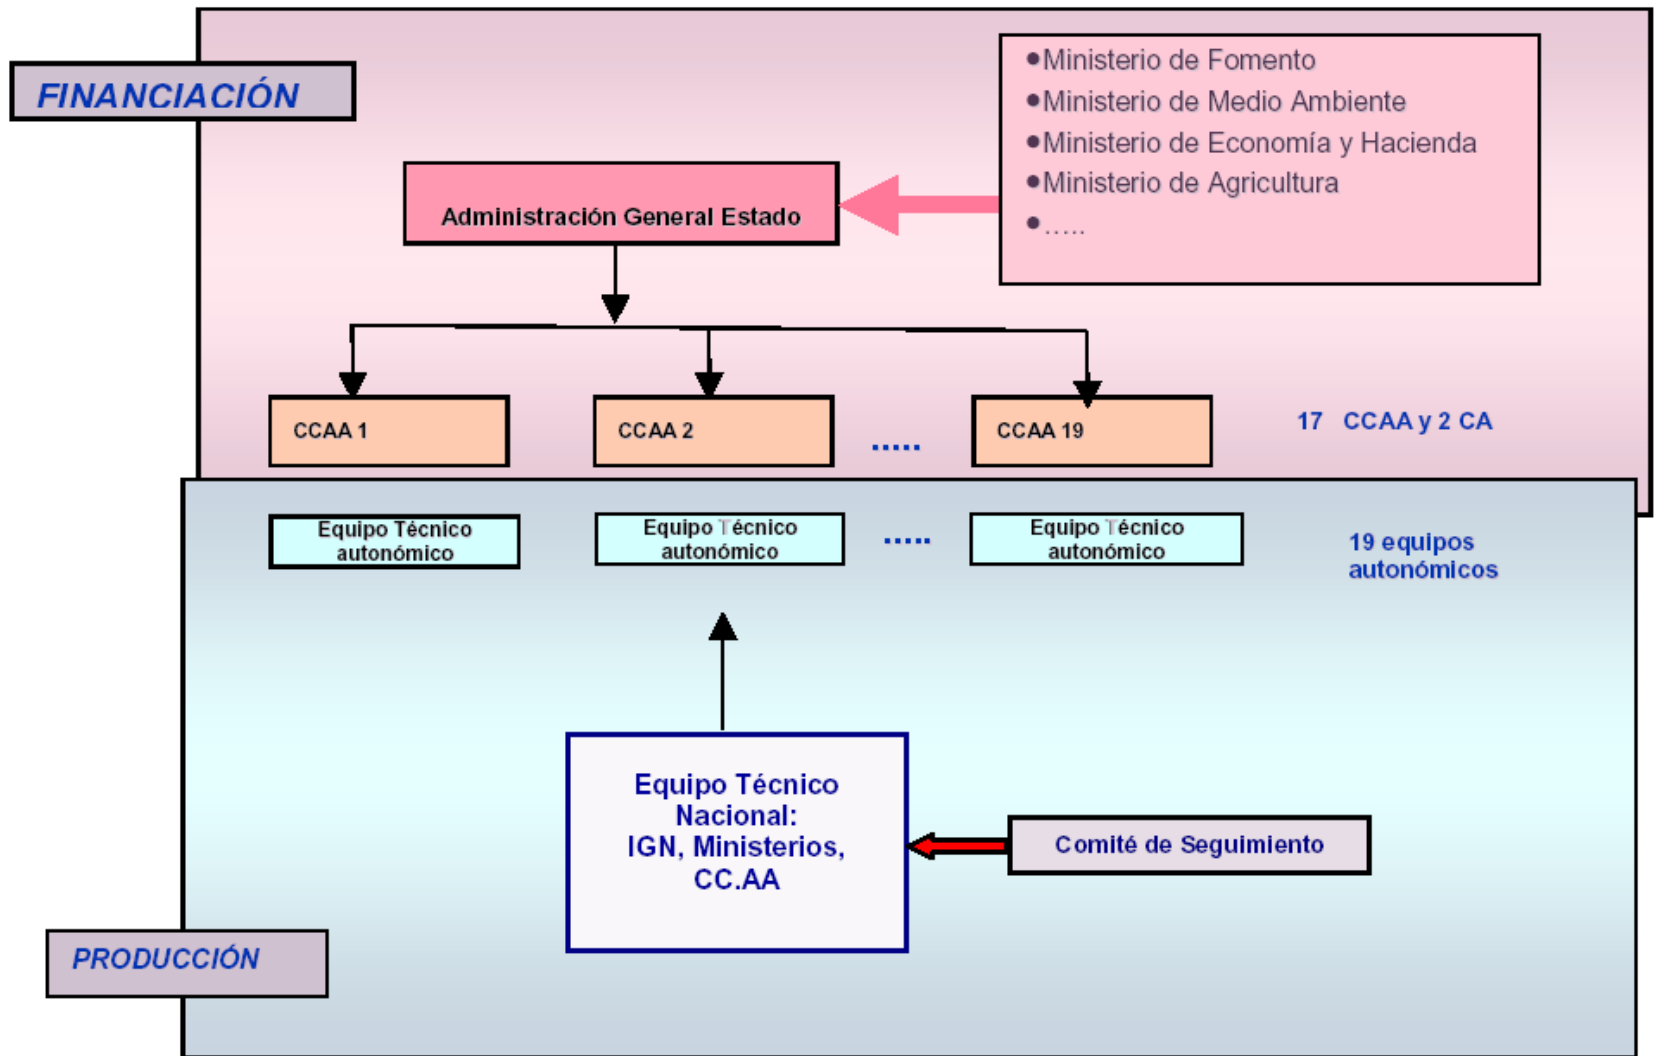 FINANCIACIÓN
•Ministerio de Fomento
•Ministerio de Medio Ambiente
•Ministerio de Economía y Hacienda
•Ministerio de Agricultura
•.....
Administración General Estado
CCAA 1
CCAA 2
.....
CCAA 19
17 CCAA y 2 CA
Equipo Técnico
autonómico
Equipo Técnico
autonómico
.....
Equipo Técnico
autonómico
19 equipos
autonómicos
Equipo Técnico
Nacional:
IGN, Ministerios,
CC.AA
Comité de Seguimiento
PRODUCCIÓN